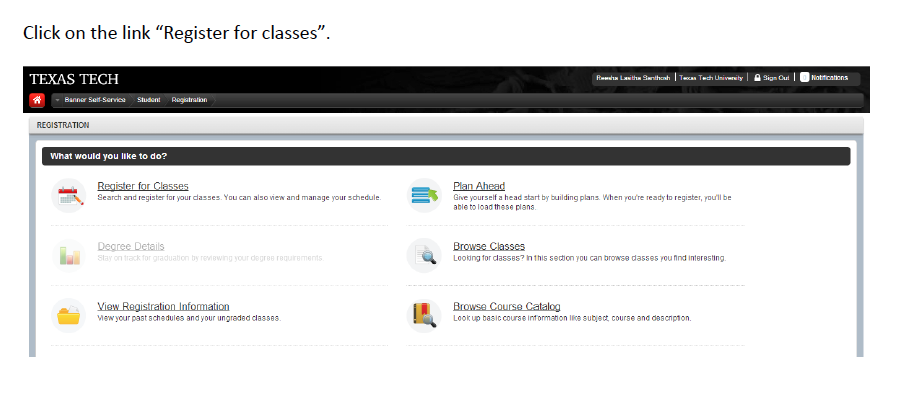 Click on the link “Register for classes”.
TEXAS TECH
Reesha Lasitha Santhosh | Texas Tech University | Sign Out | 0 Notifications
Banner Self-Service Student Registration
REGISTRATION
What would you like to do?
Register for Classes
Search and register for your classes. You can also view and manage your schedule.
Plan Ahead
Give yourself a head start by building plans. When you're ready to register, you'll be
able to load these plans.
Degree Details
Stay on track for graduation by reviewing your degree requirements.
Browse Classes
Looking for classes? In this section you can browse classes you find interesting.
View Registration Information
View your past schedules and your ungraded classes.
Browse Course Catalog
Look up basic course information like subject, course and description.